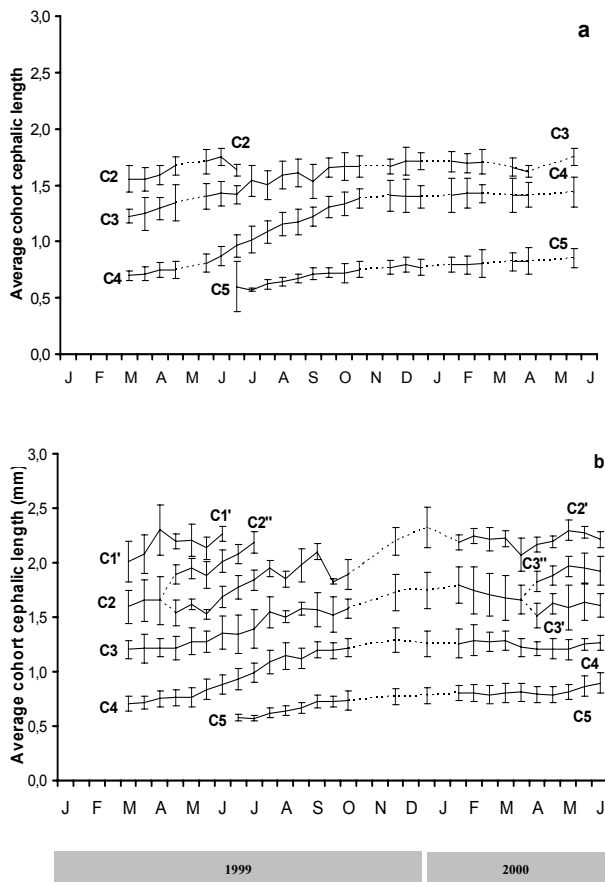 a
Average cohort cephalic length
3,0
2,5
2,0
1,5
1,0
0,5
0,0
C2
C2
C3
C3
C4
C4
C5
C5
J F M A M J J A S O N D J F M A M J
b
Average cohort cephalic length (mm)
3,0
2,5
2,0
1,5
1,0
0,5
0,0
C1'
C1'
C2''
C2'
C2
C3''
C3'
C3
C4
C4
C5
C5
J F M A M J J A S O N D J F M A M J
1999 2000